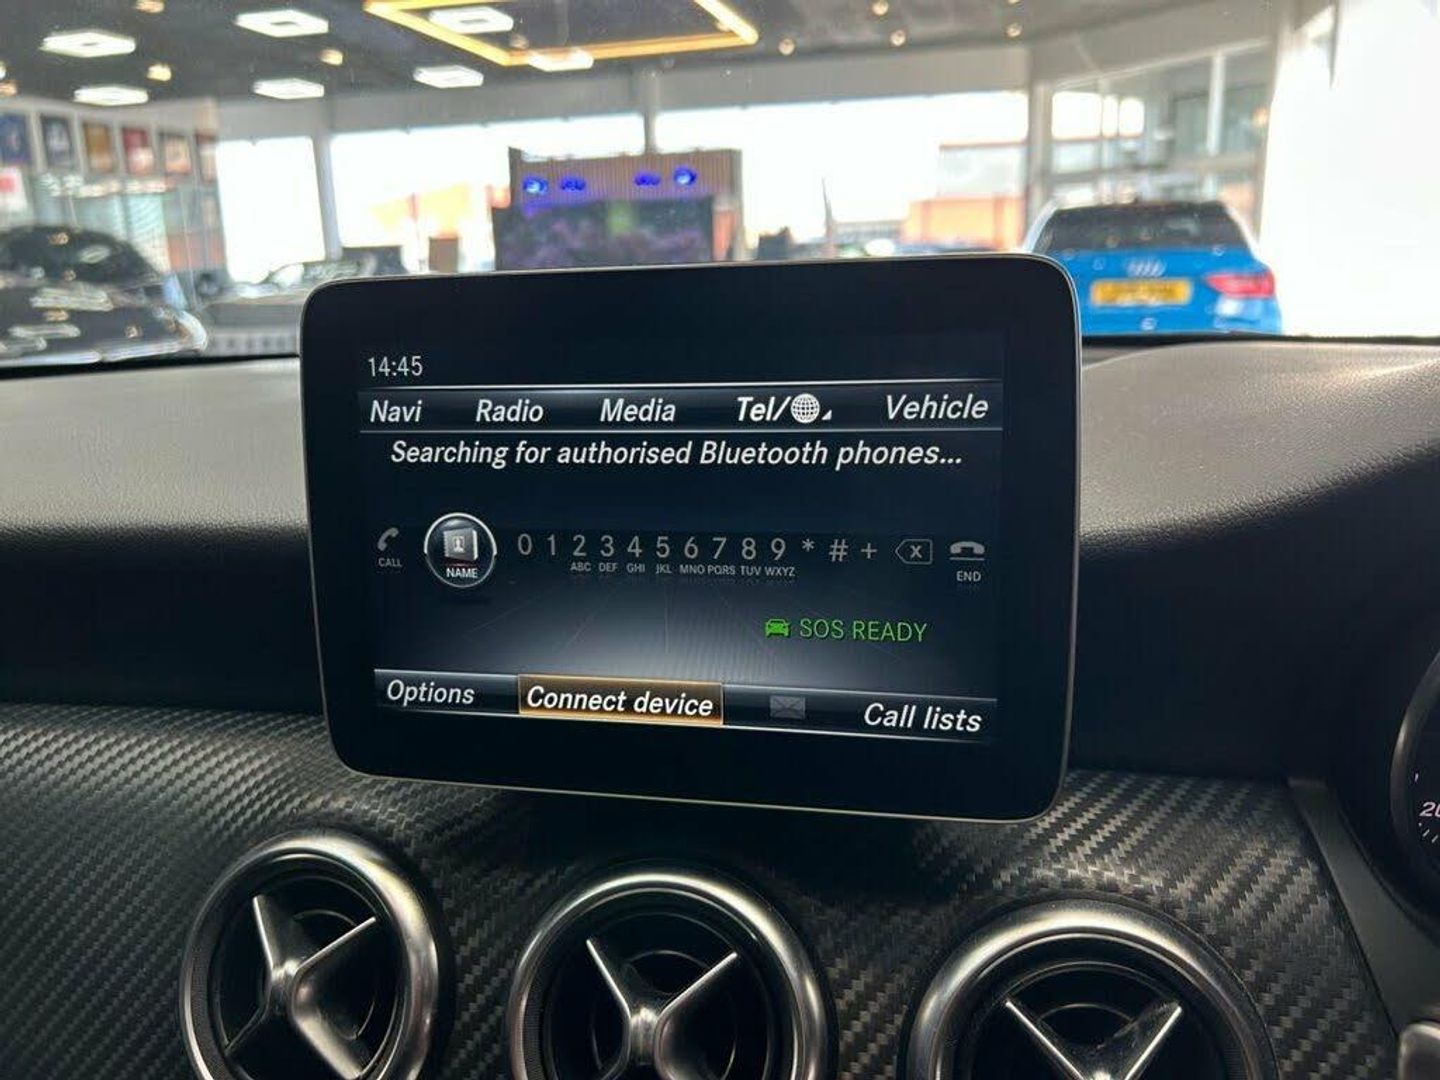 14:45
Navi Radio Media Tel/ Vehicle
Searching for authorised Bluetooth phones...
CALL NAME 0 1 2 3 4 5 6 7 8 9 * # + X END
ABC DEF GHI JKL MNO PQRS TUV WXYZ
SOS READY
Options Connect device Call lists